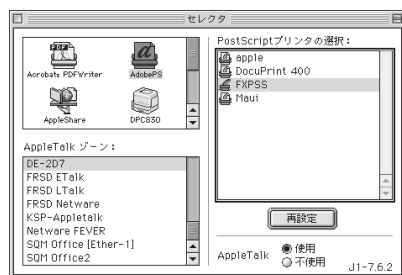 セレクタ
Acrobat® PDFWriter
AdobePS
AppleShare
DPC830
AppleTalk ゾーン：
DE-2D7
FRSD ETalk
FRSD LTalk
FRSD Netware
KSP-Appletalk
Netware FEVER
SQM Office [Ether-1]
SQM Office2
PostScriptプリンタの選択：
apple
DocuPrint 400
FXPSS
Maui
再設定
AppleTalk
使用
不使用
J1-7.6.2